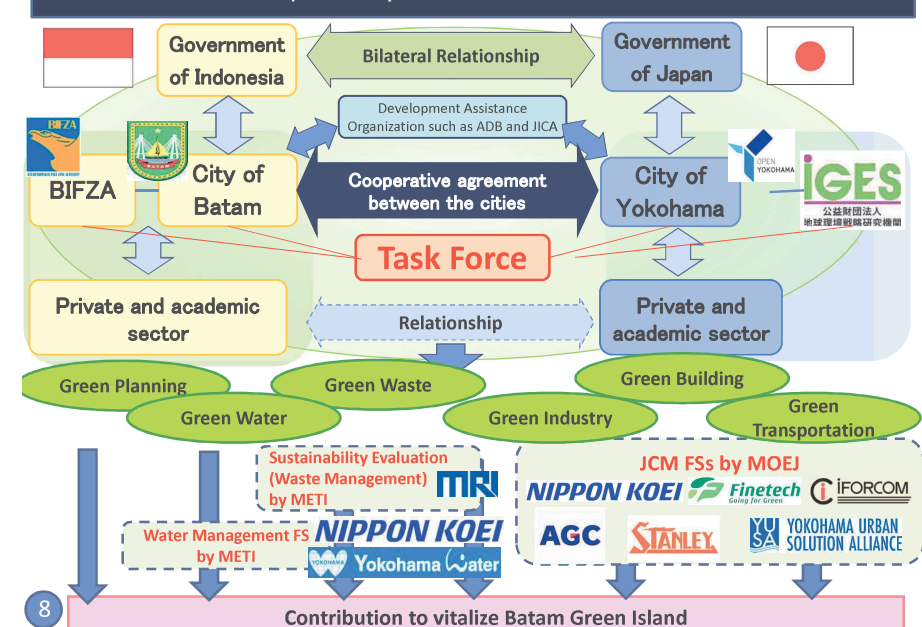 Government
of Indonesia
Bilateral Relationship
Government
of Japan
Development Assistance
Organization such as ADB and JICA
BIFZA
BATAM
OPEN
YOKOHAMA
BIFZA
City of
Batam
Cooperative agreement
between the cities
City of
Yokohama
iGES
公益財団法人
地球環境戦略研究機関
Task Force
Private and academic
sector
Relationship
Private and
academic sector
Green Planning
Green Waste
Green Building
Green Water
Green Industry
Green
Transportation
Sustainability Evaluation
(Waste Management)
by METI
MRI
JCM FSs by MOEJ
NIPPON KOEI
Finetech
Going for Green
iFORCOM
Water Management FS
by METI
NIPPON KOEI
YOKOHAMA
Yokohama Water
AGC
STANLEY
YUSA
YOKOHAMA URBAN
SOLUTION ALLIANCE
8
Contribution to vitalize Batam Green Island